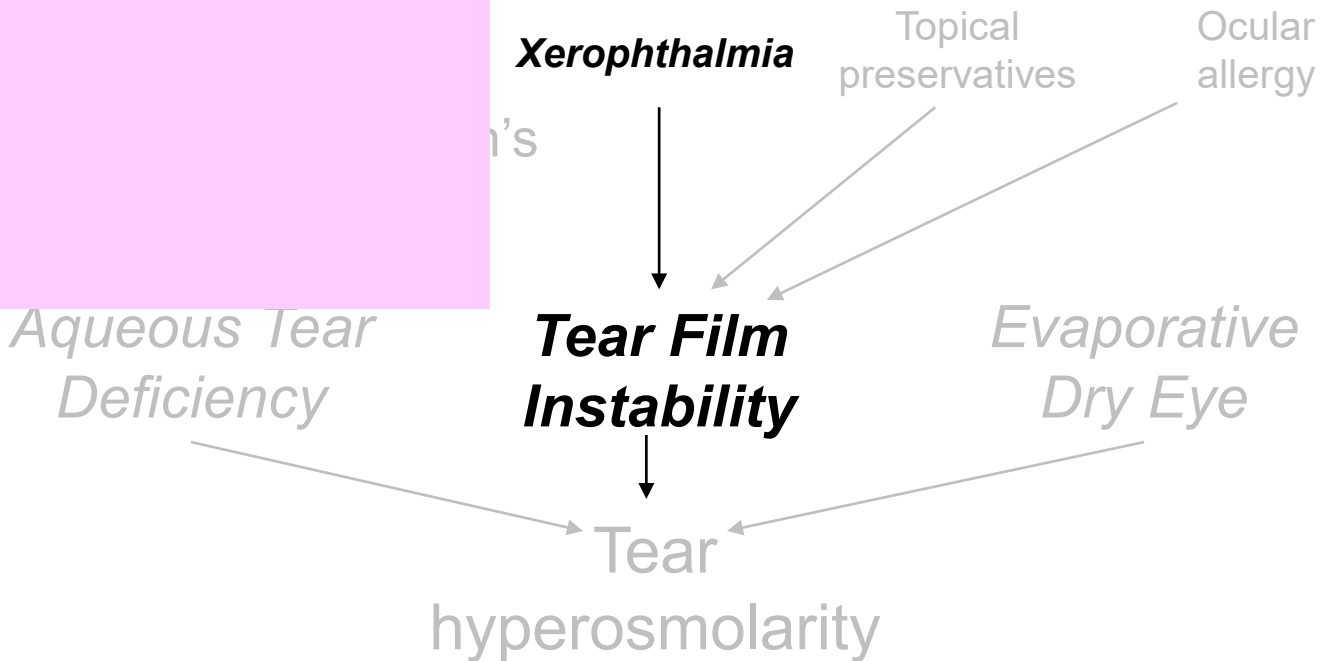 Xerophthalmia
Topical
preservatives
Ocular
allergy
n's
Aqueous Tear
Deficiency
Tear Film
Instability
Evaporative
Dry Eye
Tear
hyperosmolarity